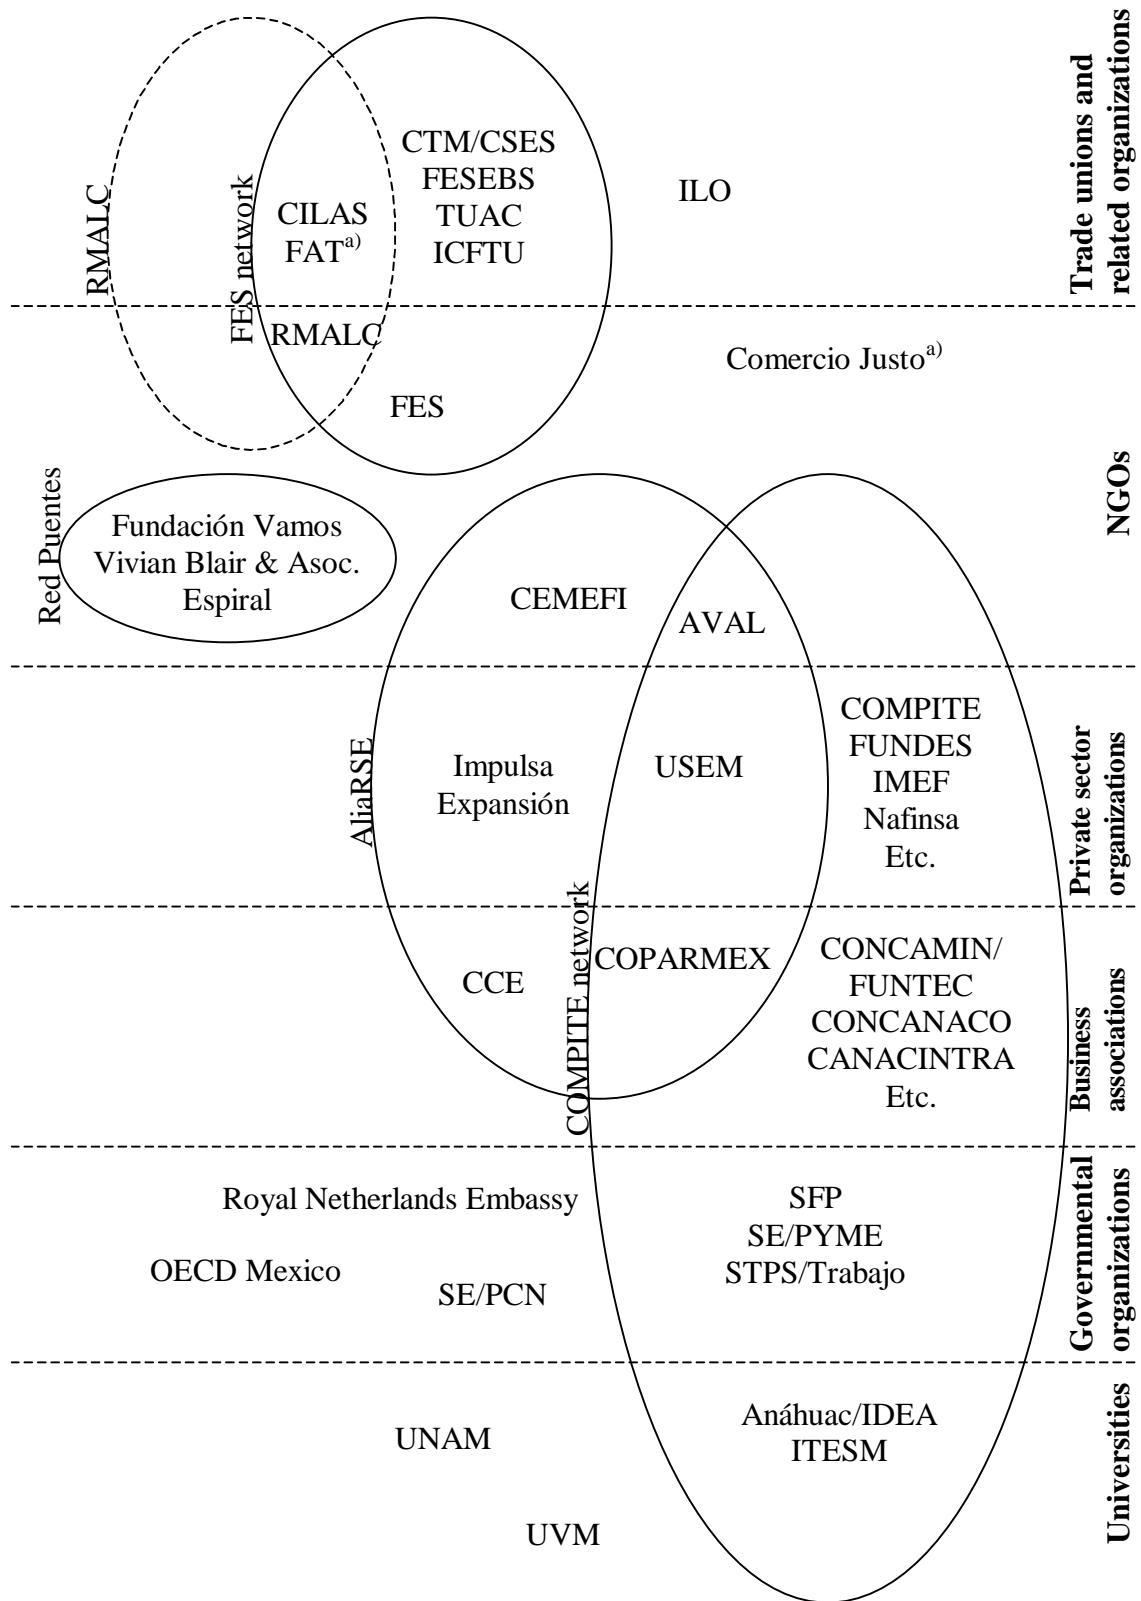 Trade unions and
related organizations
RMALC
FES network
CTM/CSES
FESEBS
TUAC
ICFTU
CILAS
FATa)
ILO
RMALC
FES
Comercio Justoa)
NGOs
Red Puentes
Fundación Vamos
Vivian Blair & Asoc.
Espiral
CEMEFI
AVAL
AliaRSE
Impulsa
Expansión
USEM
COMPITE
FUNDES
IMEF
Nafinsa
Etc.
Private sector
organizations
COMPITE network
CCE
COPARMEX
CONCAMIN/
FUNTEC
CONCANACO
CANACINTRA
Etc.
Business
associations
Royal Netherlands Embassy
OECD Mexico
SE/PCN
SFP
SE/PYME
STPS/Trabajo
Governmental
organizations
UNAM
UVM
Anáhuac/IDEA
ITESM
Universities